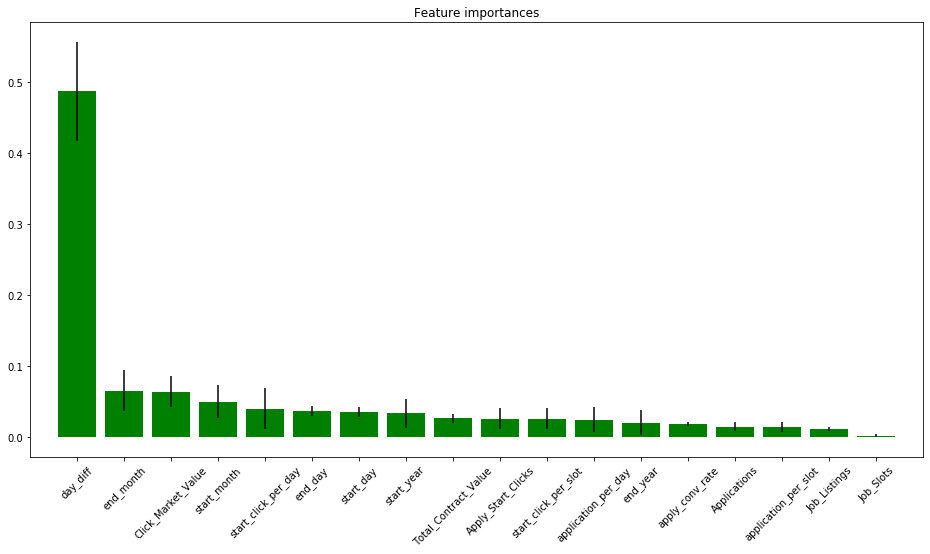 Feature importances
0.5
0.4
0.3
0.2
0.1
0.0
day_diff
end_month
Click_Market_Value
start_month
start_click_per_day
end_day
start_day
start_year
Total_Contract_Value
Apply_Start_Clicks
start_click_per_slot
application_per_day
end_year
apply_conv_rate
Applications
application_per_slot
Job_Listings
Job_Slots